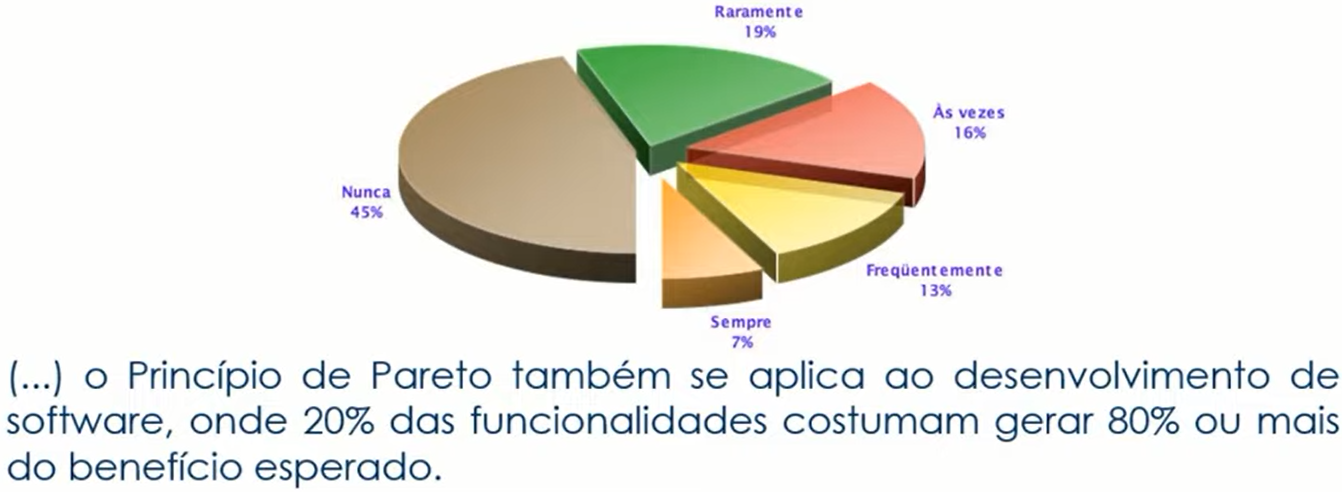 Raramente
19%
Às vezes
16%
Nunca
45%
Freqüentemente
13%
Sempre
7%
(...) o Princípio de Pareto também se aplica ao desenvolvimento de
software, onde 20% das funcionalidades costumam gerar 80% ou mais
do benefício esperado.